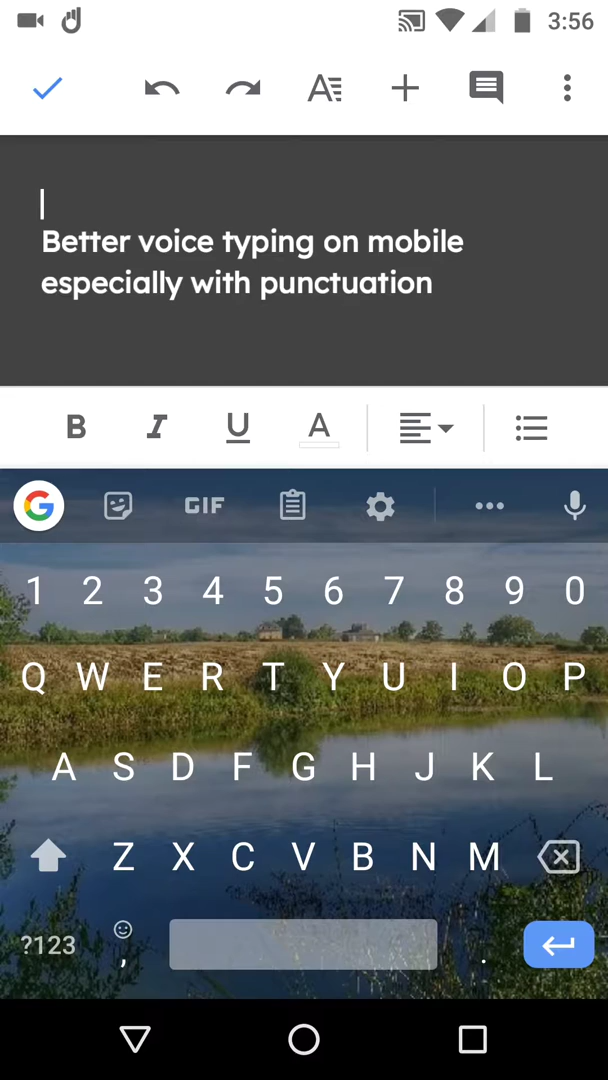 3:56
Better voice typing on mobile
especially with punctuation
B I U A
G GIF
1 2 3 4 5 6 7 8 9 0
Q W E R T Y U I O P
A S D F G H J K L
Z X C V B N M
?123 , .